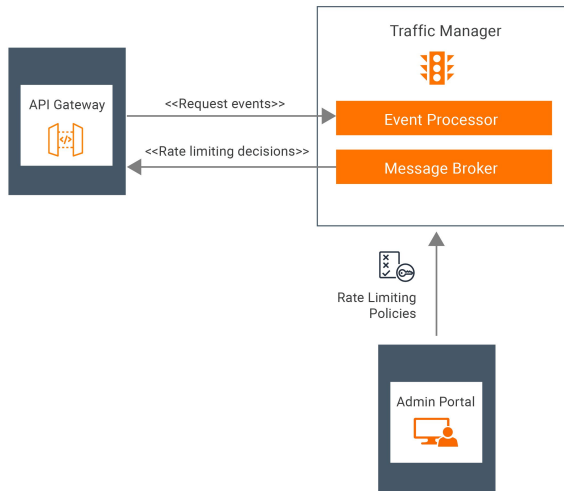 Traffic Manager
API Gateway
<<Request events>>
Event Processor
<<Rate limiting decisions>>
Message Broker
Rate Limiting
Policies
Admin Portal